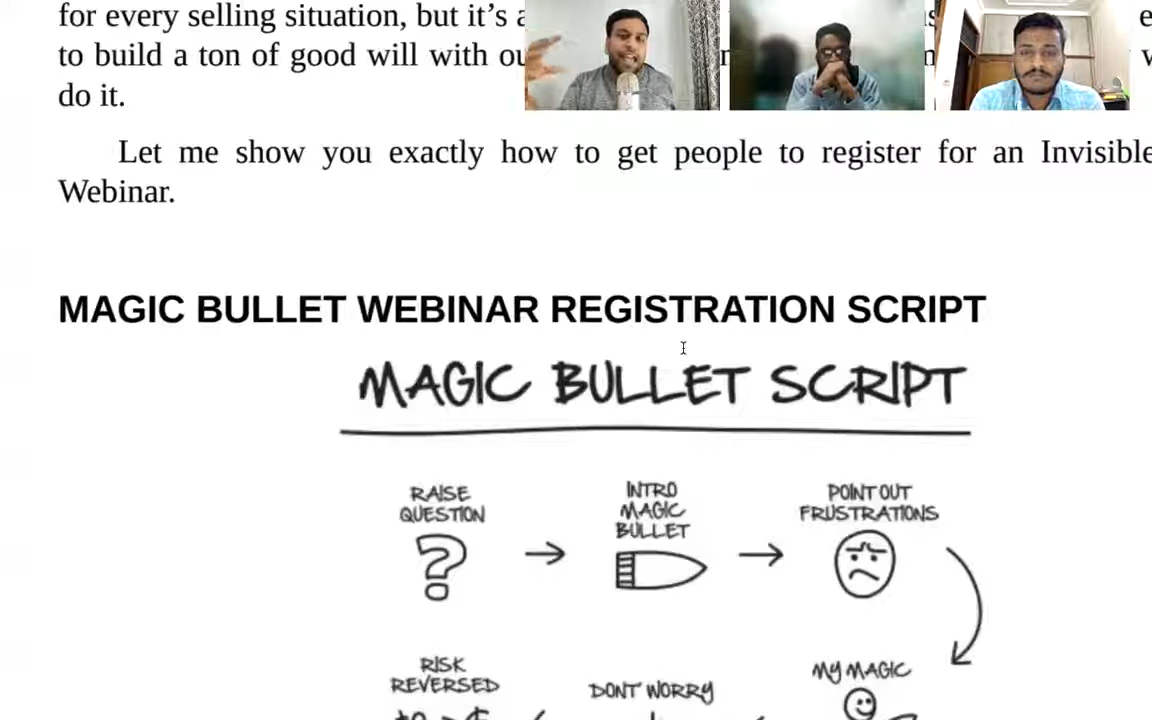 for every selling situation, but it's a
to build a ton of good will with ou
do it.
Let me show you exactly how to get people to register for an Invisible
Webinar.
MAGIC BULLET WEBINAR REGISTRATION SCRIPT
MAGIC BULLET SCRIPT
RAISE
QUESTION
INTRO
MAGIC
BULLET
POINT OUT
FRUSTRATIONS
RISK
REVERSED
DON'T WORRY
MY MAGIC